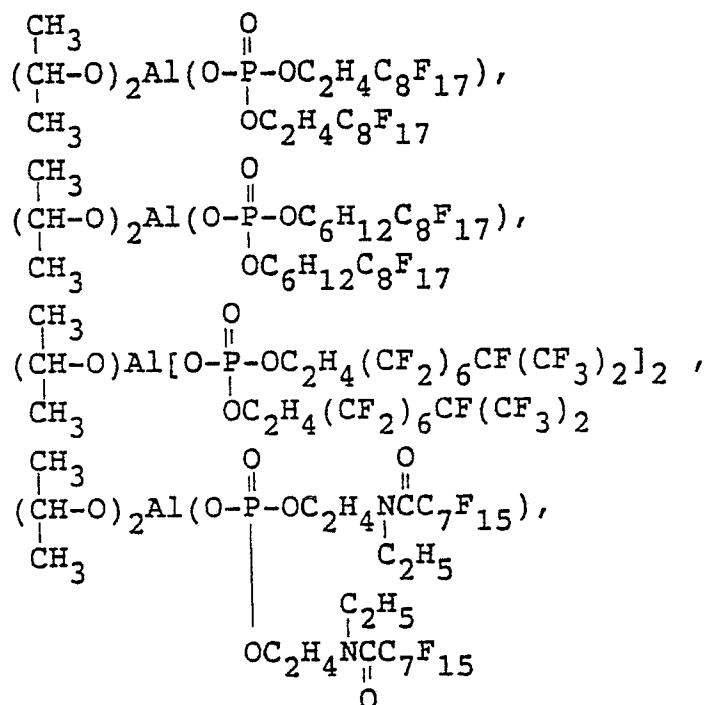 CH3 O
(CH-O)2Al(O-P-OC2H4C8F17),
CH3 OC2H4C8F17
CH3 O
(CH-O)2Al(O-P-OC6H12C8F17),
CH3 OC6H12C8F17
CH3 O
(CH-O)Al[O-P-OC2H4(CF2)6CF(CF3)2]2 ,
CH3 OC2H4(CF2)6CF(CF3)2
CH3 O O
(CH-O)2Al(O-P-OC2H4NCC7F15),
CH3 C2H5
C2H5
OC2H4NCC7F15
O